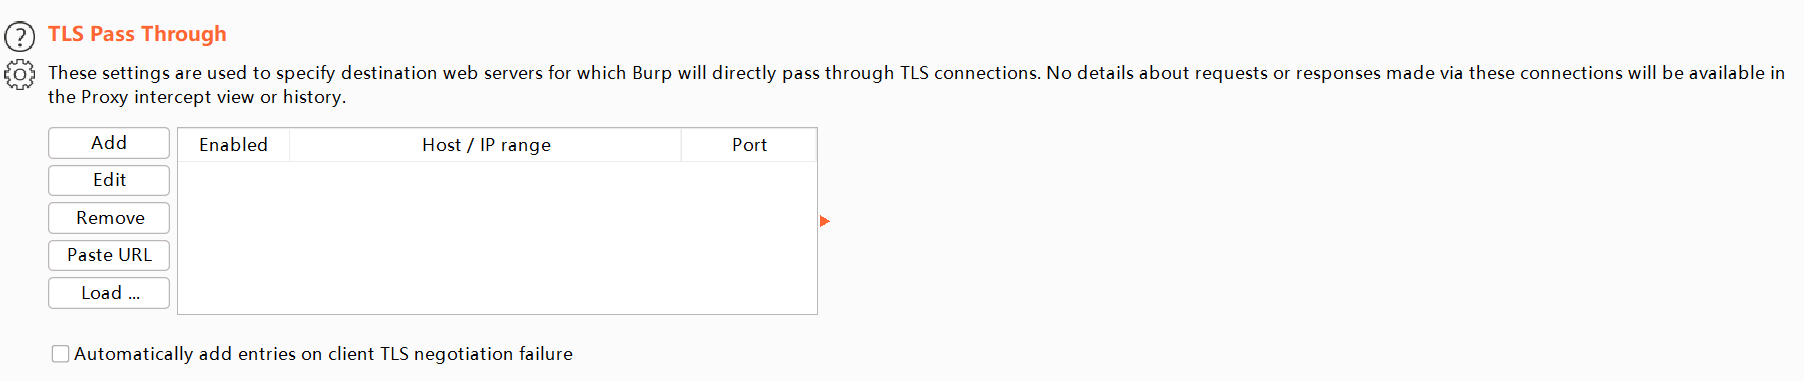 TLS Pass Through
These settings are used to specify destination web servers for which Burp will directly pass through TLS connections. No details about requests or responses made via these connections will be available in
the Proxy intercept view or history.
Add
Enabled Host / IP range Port
Edit
Remove
Paste URL
Load ...
Automatically add entries on client TLS negotiation failure